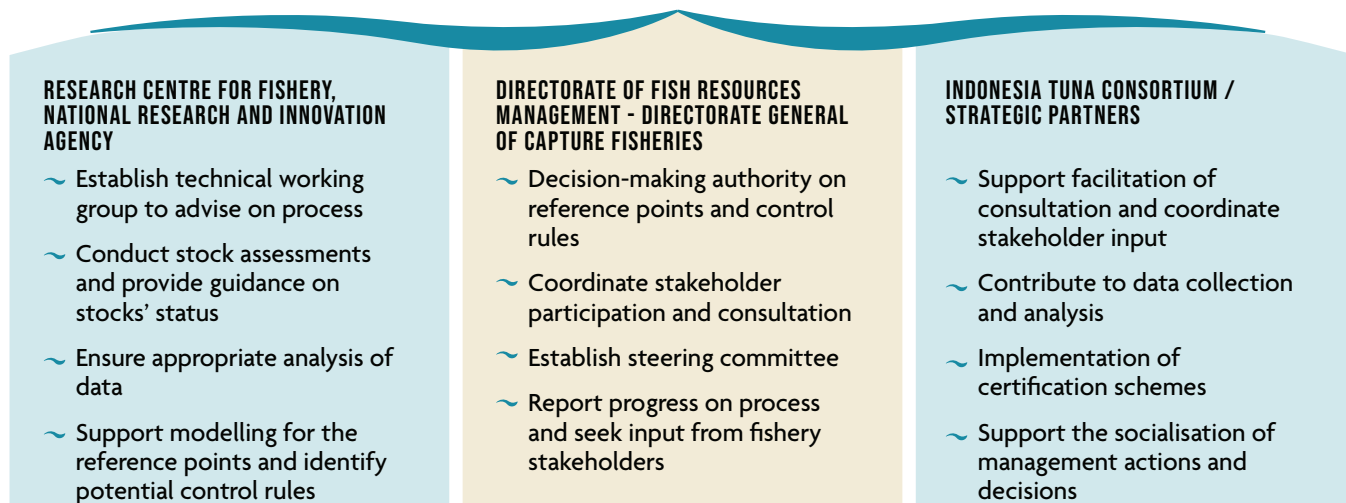 RESEARCH CENTRE FOR FISHERY,
NATIONAL RESEARCH AND INNOVATION
AGENCY
Establish technical working
group to advise on process
Conduct stock assessments
and provide guidance on
stocks' status
Ensure appropriate analysis of
data
Support modelling for the
reference points and identify
potential control rules
DIRECTORATE OF FISH RESOURCES
MANAGEMENT - DIRECTORATE GENERAL
OF CAPTURE FISHERIES
Decision-making authority on
reference points and control
rules
Coordinate stakeholder
participation and consultation
Establish steering committee
Report progress on process
and seek input from fishery
stakeholders
INDONESIA TUNA CONSORTIUM /
STRATEGIC PARTNERS
Support facilitation of
consultation and coordinate
stakeholder input
Contribute to data collection
and analysis
Implementation of
certification schemes
Support the socialisation of
management actions and
decisions